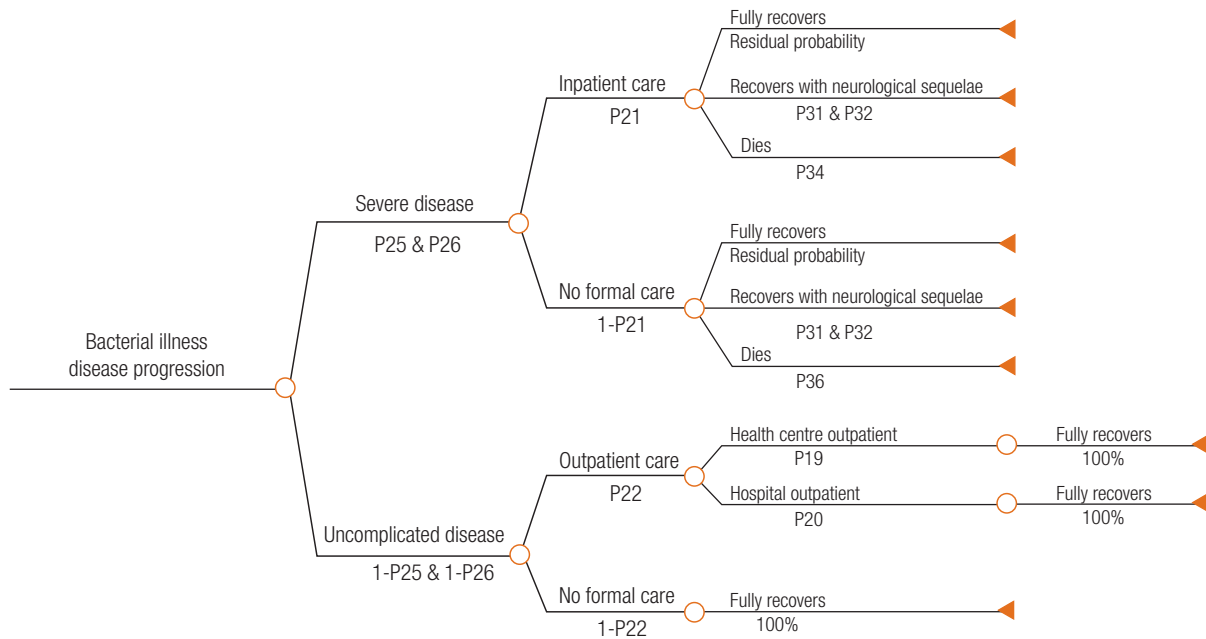 Fully recovers
Residual probability
Inpatient care
P21
Recovers with neurological sequelae
P31 & P32
Dies
P34
Severe disease
P25 & P26
Fully recovers
Residual probability
No formal care
1-P21
Recovers with neurological sequelae
P31 & P32
Dies
P36
Bacterial illness
disease progression
Health centre outpatient
P19
Fully recovers
100%
Outpatient care
P22
Hospital outpatient
P20
Fully recovers
100%
Uncomplicated disease
1-P25 & 1-P26
No formal care
1-P22
Fully recovers
100%